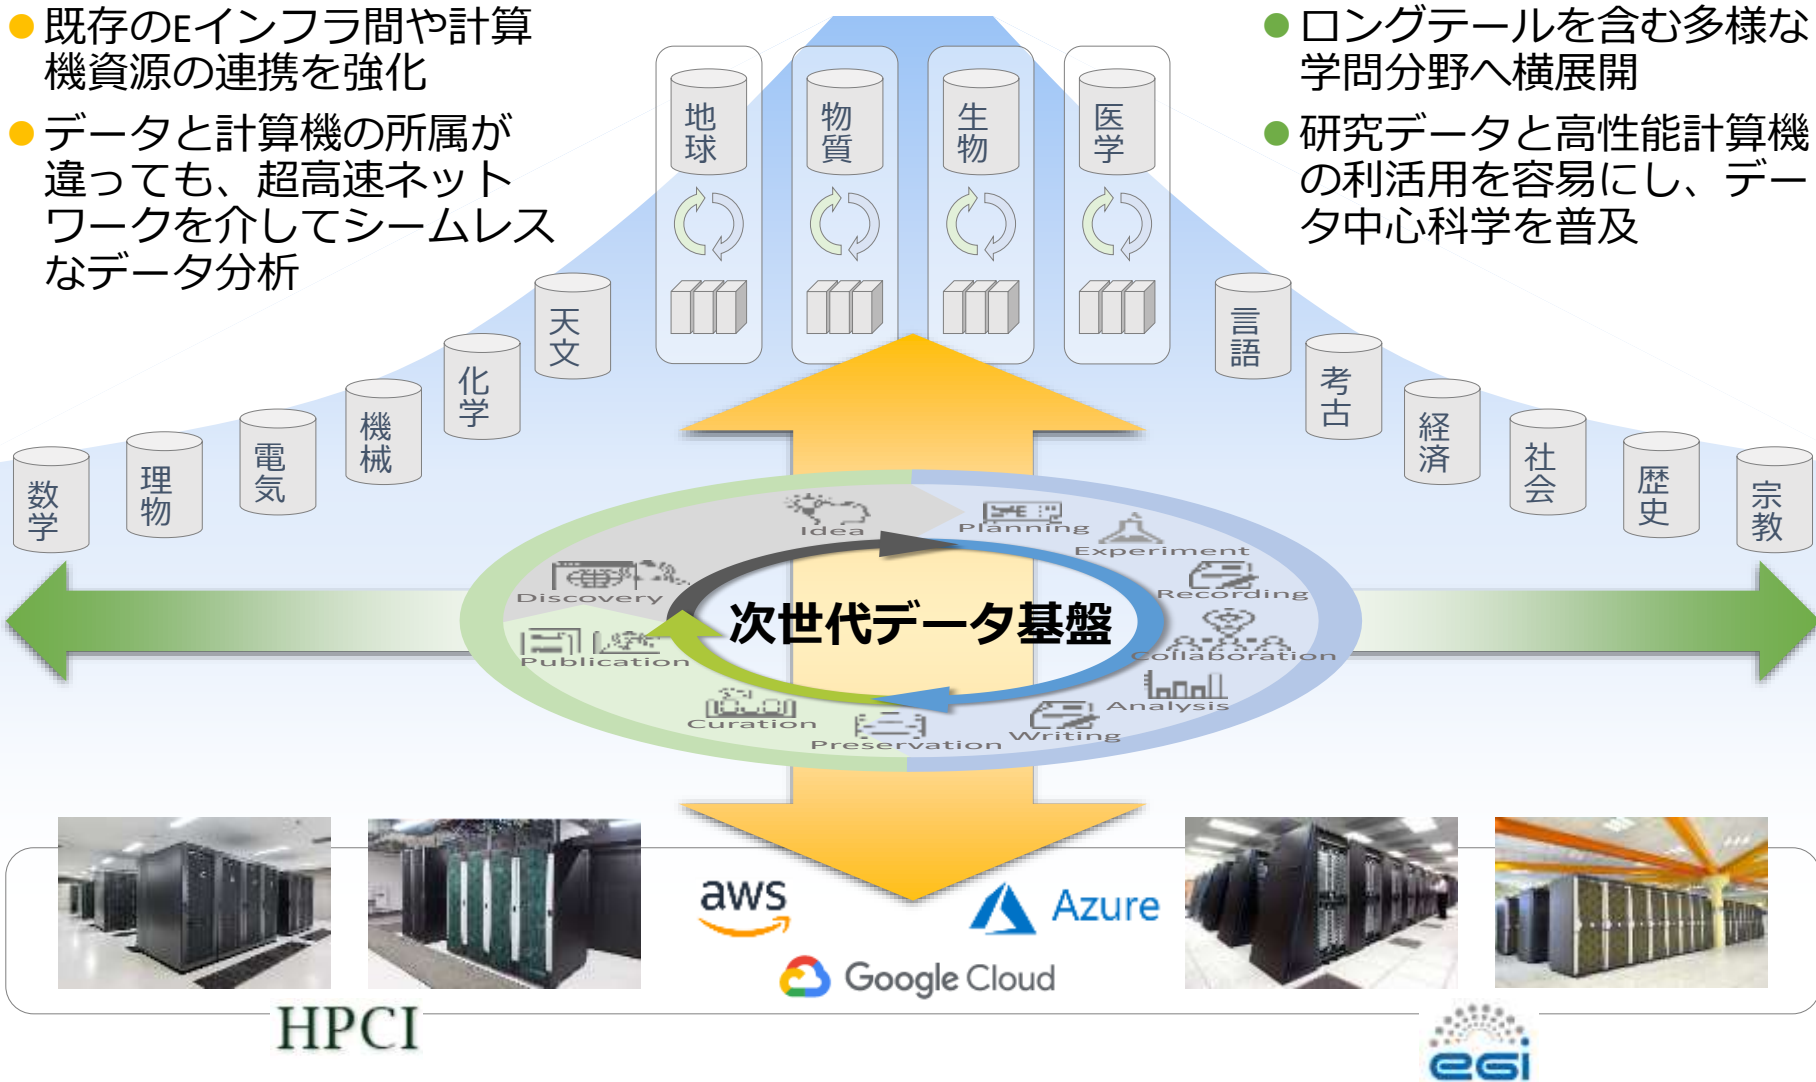 ● 既存のEインフラ間や計算
機資源の連携を強化
● データと計算機の所属が
違っても、超高速ネット
ワークを介してシームレス
なデータ分析
● ロングテールを含む多様な
学問分野へ横展開
● 研究データと高性能計算機
の利活用を容易にし、デー
タ中心科学を普及
地球
物質
生物
医学
天文
化学
機械
電気
理物
数学
言語
考古
経済
社会
歴史
宗教
Idea
Planning
Experiment
Recording
Collaboration
Analysis
Writing
Preservation
Curation
Publication
Discovery
次世代データ基盤
aws
Azure
Google Cloud
HPCI
egi